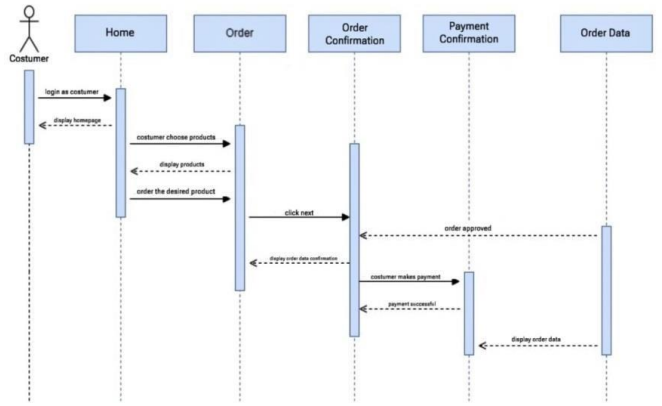 Home
Order
Order
Confirmation
Payment
Confirmation
Order Data
Costumer
login as costumer
display homepage
costumer choose products
display products
order the desired product
click next
order approved
display order data confirmation
costumer makes payment
payment successful
display order data